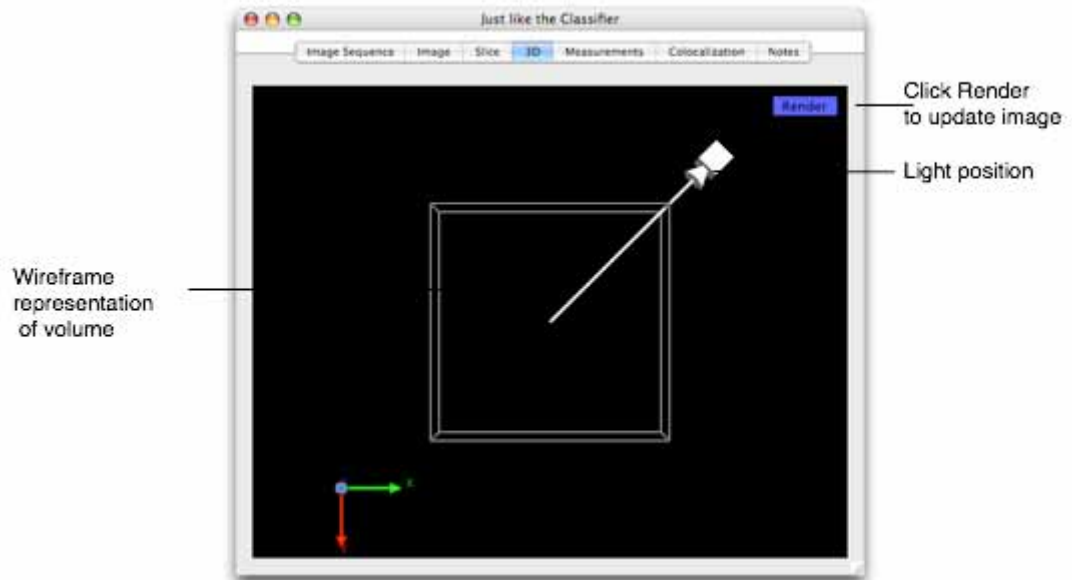 Just like the Classifier
Image Sequence Image Slice 3D Measurements Colocalization Notes
Render
Click Render
to update image
Light position
Wireframe
representation
of volume
X